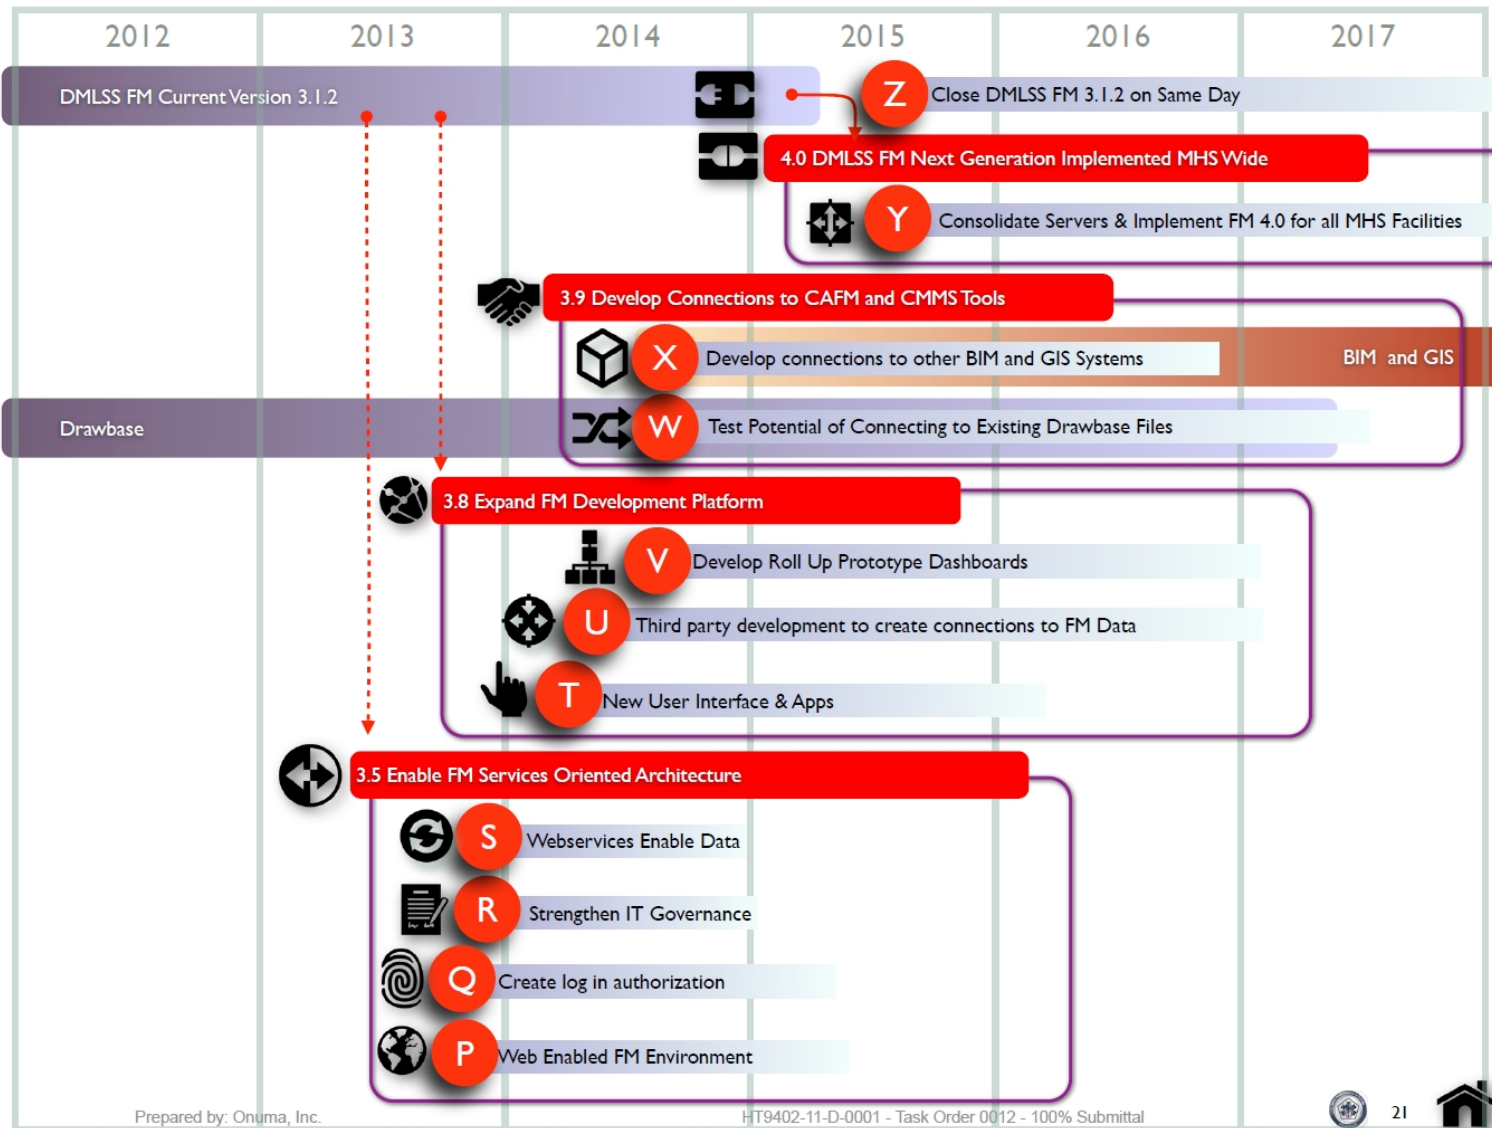 2012 2013 2014 2015 2016 2017
DMLSS FM Current Version 3.1.2
Z Close DMLSS FM 3.1.2 on Same Day
4.0 DMLSS FM Next Generation Implemented MHS Wide
Y Consolidate Servers & Implement FM 4.0 for all MHS Facilities
3.9 Develop Connections to CAFM and CMMS Tools
X Develop connections to other BIM and GIS Systems
BIM and GIS
Drawbase
W Test Potential of Connecting to Existing Drawbase Files
3.8 Expand FM Development Platform
V Develop Roll Up Prototype Dashboards
U Third party development to create connections to FM Data
T New User Interface & Apps
3.5 Enable FM Services Oriented Architecture
S Webservices Enable Data
R Strengthen IT Governance
Q Create log in authorization
P Web Enabled FM Environment
Prepared by: Onuma, Inc.
HT9402-11-D-0001 - Task Order 0012 - 100% Submittal
21